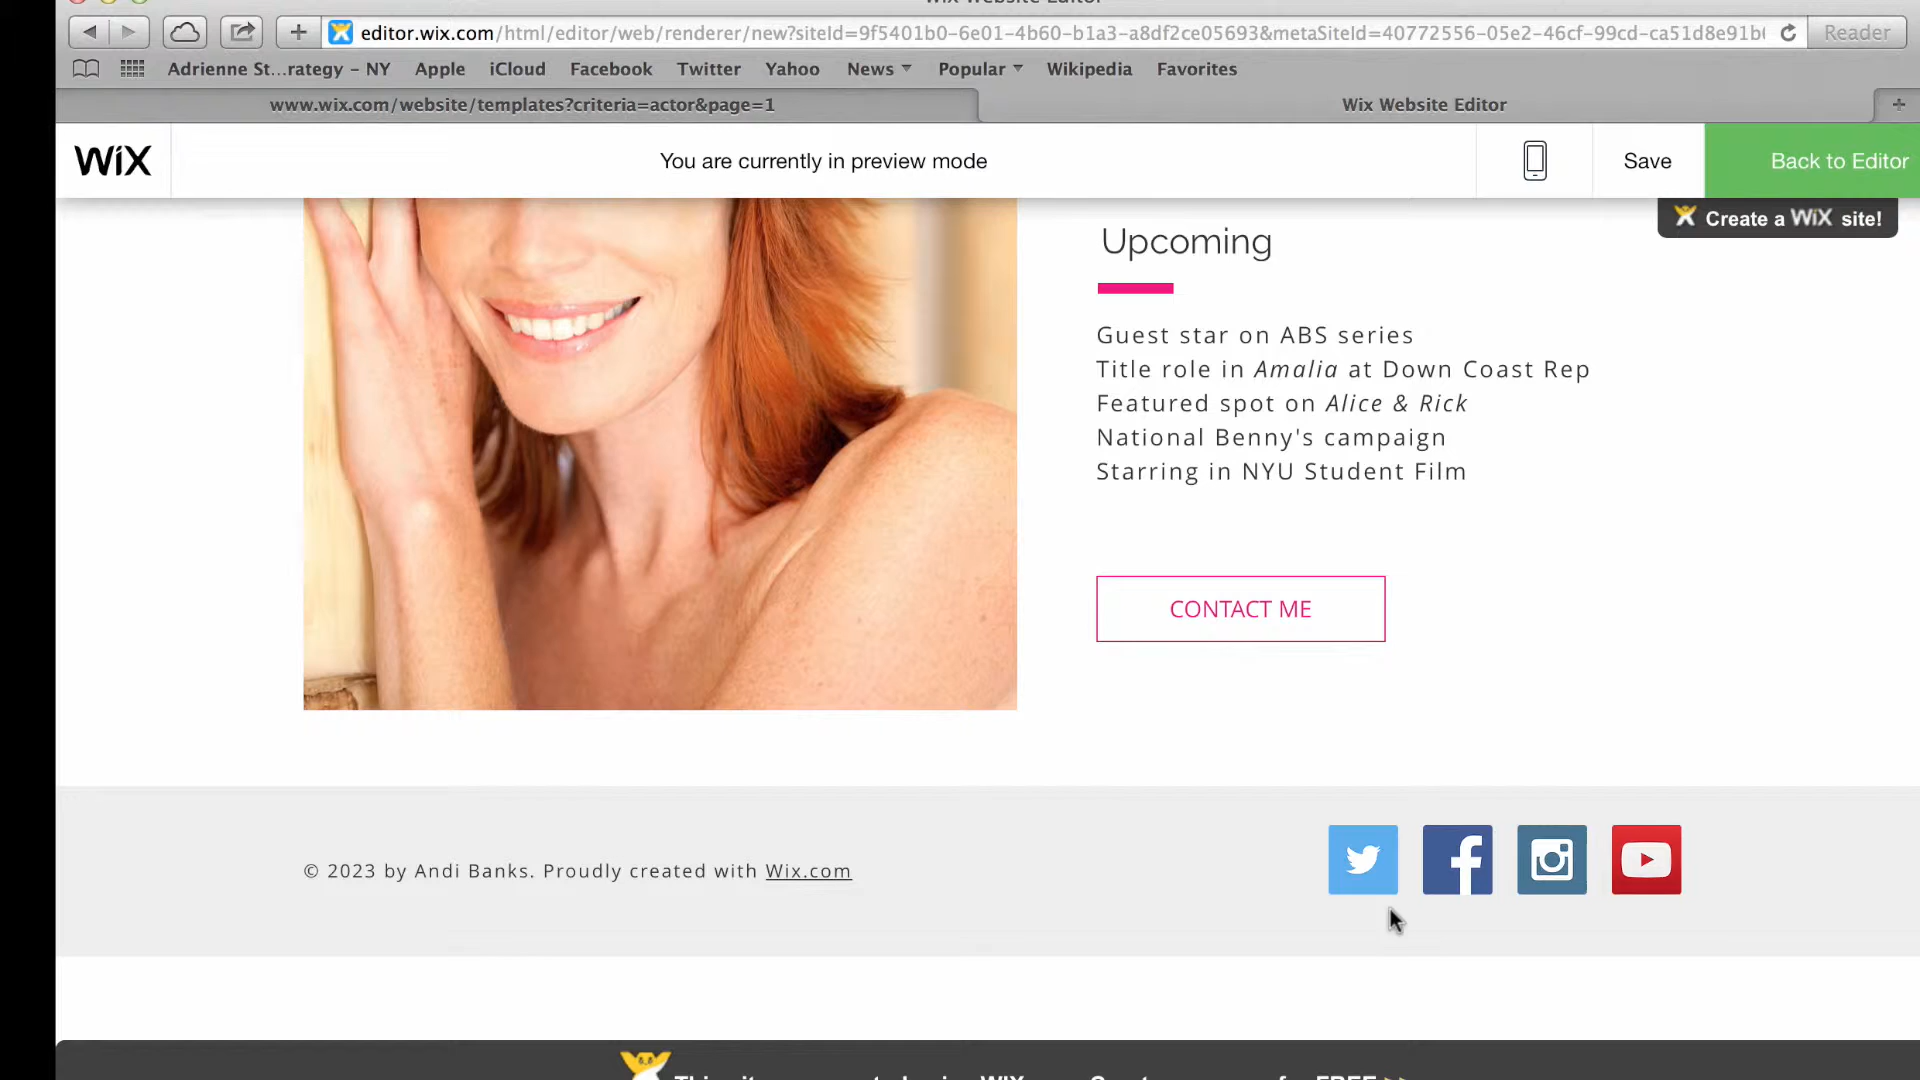 editor.wix.com/html/editor/web/renderer/new?siteId=9f5401b0-6e01-4b60-b1a3-a8df2ce05693&metaSiteId=40772556-05e2-46cf-99cd-ca51d8e91b
Reader
Adrienne St...rategy – NY Apple iCloud Facebook Twitter Yahoo News Popular Wikipedia Favorites
www.wix.com/website/templates?criteria=actor&page=1
Wix Website Editor
WiX
You are currently in preview mode
Save
Back to Editor
Create a WiX site!
Upcoming
Guest star on ABS series
Title role in Amalia at Down Coast Rep
Featured spot on Alice & Rick
National Benny's campaign
Starring in NYU Student Film
CONTACT ME
© 2023 by Andi Banks. Proudly created with Wix.com